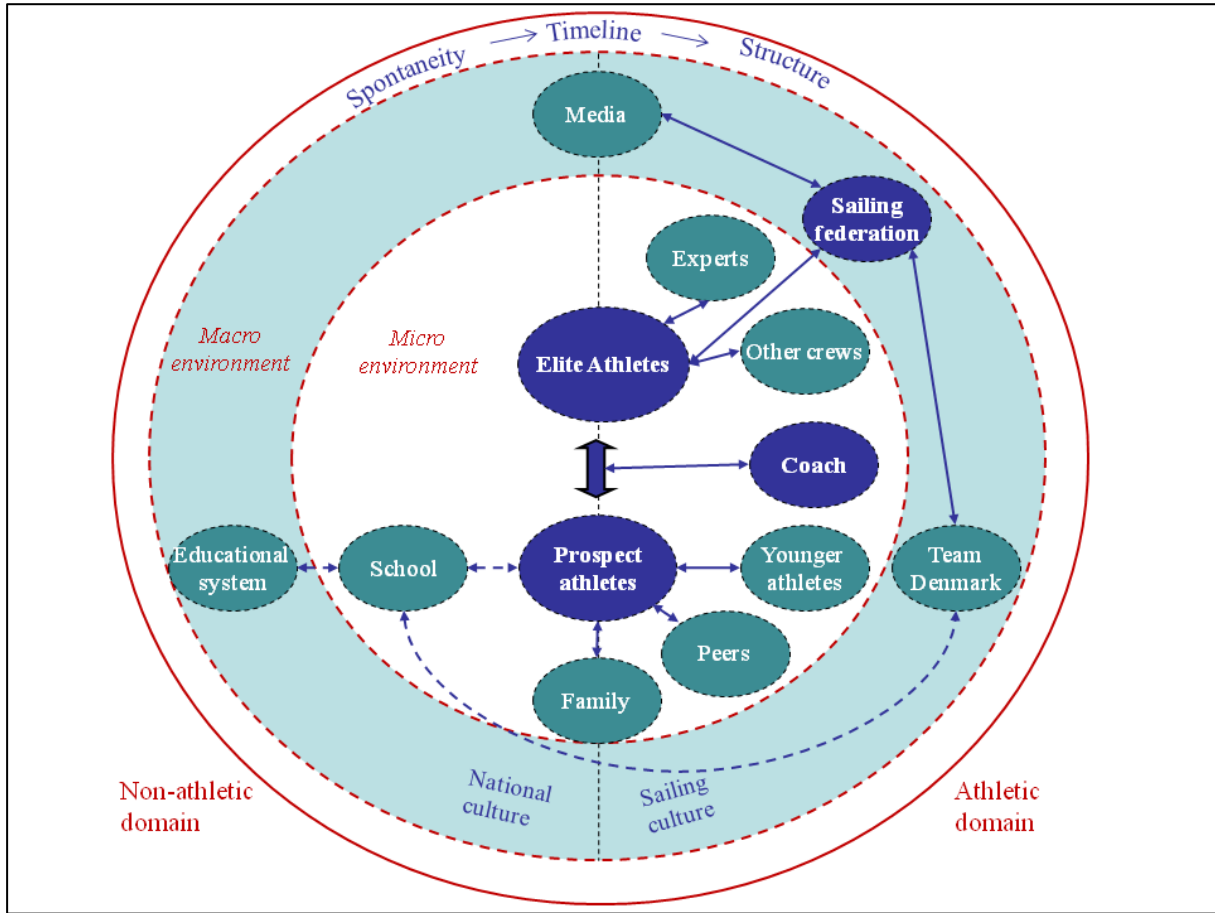 Spontaneity → Timeline → Structure
Media
Sailing
federation
Experts
Macro
environment
Micro
environment
Elite Athletes
Other crews
Coach
Educational
system
School
Prospect
athletes
Younger
athletes
Team
Denmark
Peers
Family
National
culture
Sailing
culture
Non-athletic
domain
Athletic
domain